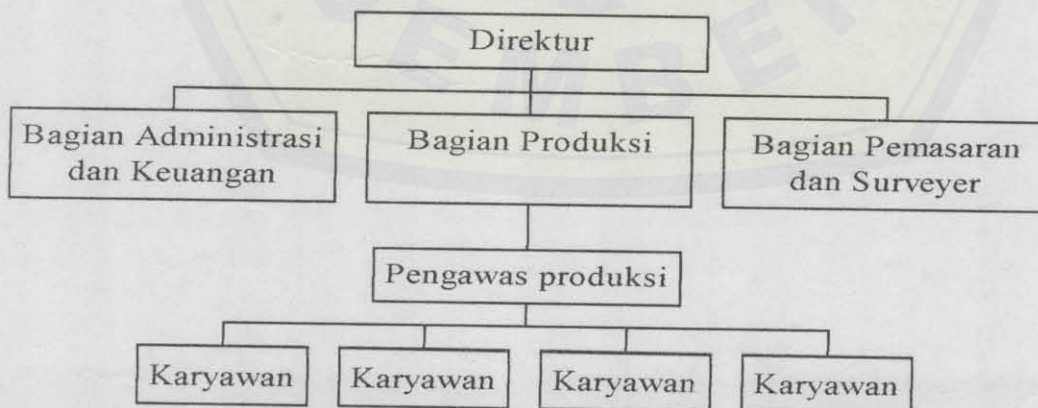 Direktur
Bagian Administrasi
dan Keuangan
Bagian Produksi
Bagian Pemasaran
dan Surveyer
Pengawas produksi
Karyawan
Karyawan
Karyawan
Karyawan